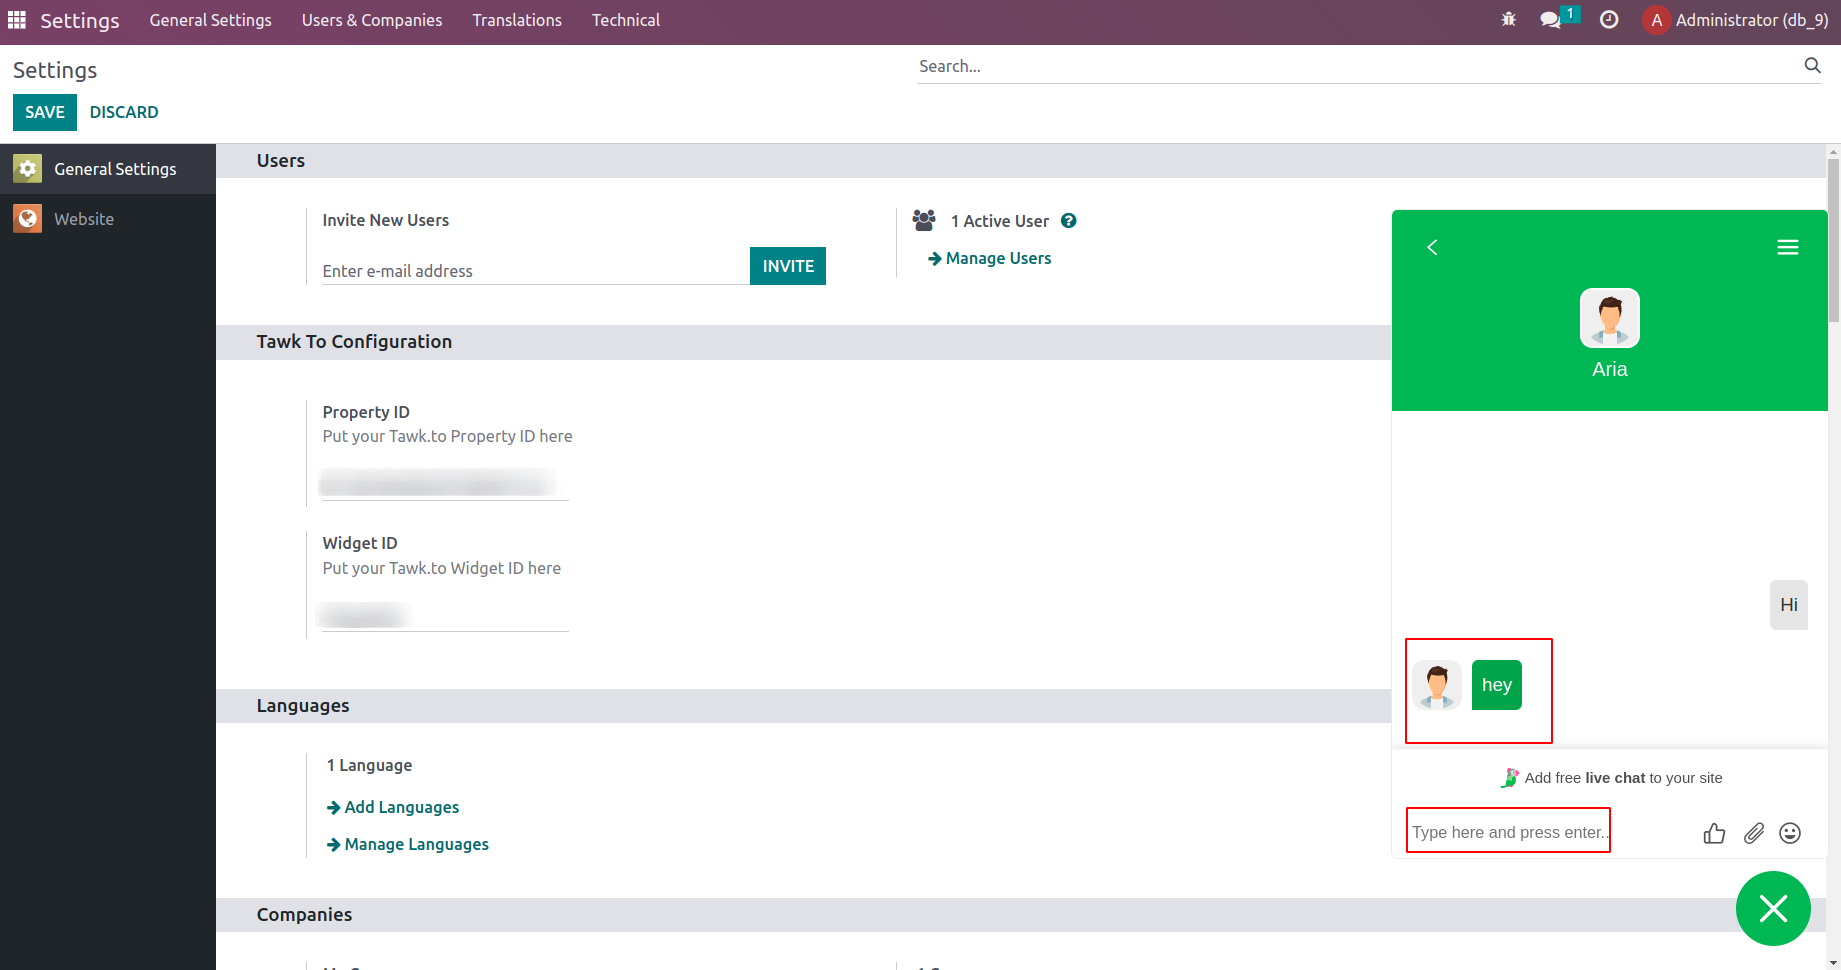 Settings General Settings Users & Companies Translations Technical 1 A Administrator (db_9)
Settings
Search...
SAVE DISCARD
General Settings
Website
Users
Invite New Users
Enter e-mail address
INVITE
1 Active User ?
Manage Users
Tawk To Configuration
Property ID
Put your Tawk.to Property ID here
Widget ID
Put your Tawk.to Widget ID here
Languages
1 Language
Add Languages
Manage Languages
Companies
Aria
Hi
hey
Add free live chat to your site
Type here and press enter..